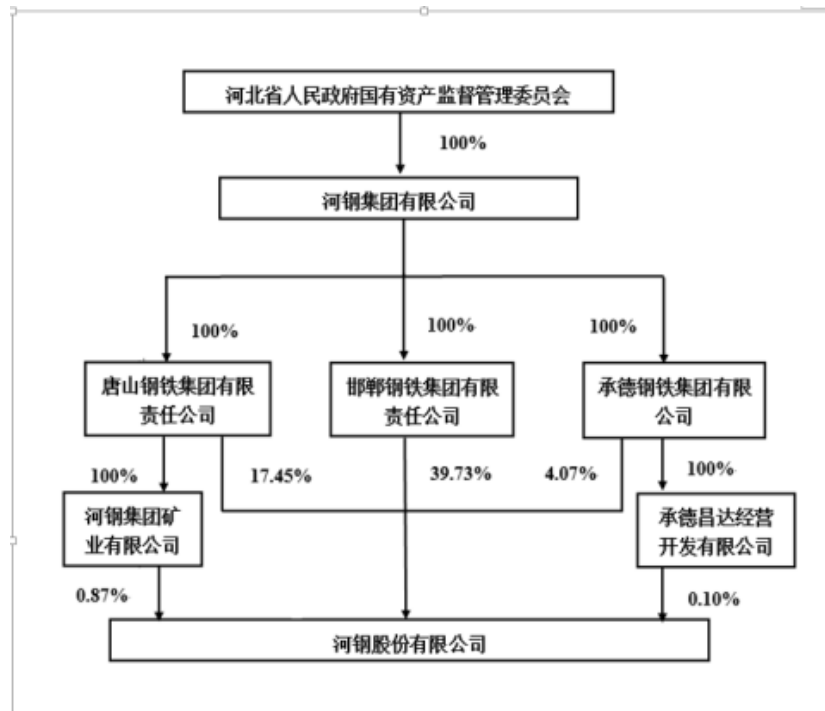 河北省人民政府国有资产监督管理委员会
100%
河钢集团有限公司
100%
100%
100%
唐山钢铁集团有限
责任公司
邯郸钢铁集团有限
责任公司
承德钢铁集团有限
公司
100%
17.45%
39.73%
4.07%
100%
河钢集团矿
业有限公司
承德昌达经营
开发有限公司
0.87%
0.10%
河钢股份有限公司